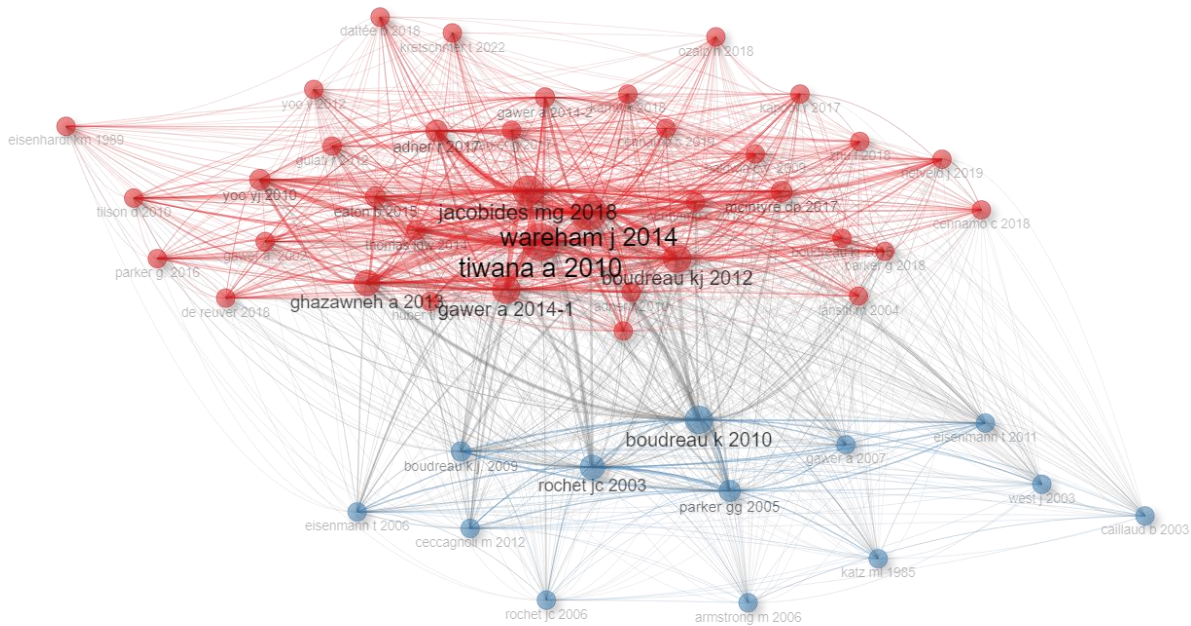 dattée b 2018
kretschmer t 2022
ozalp h 2018
yoo y 2012
gawer a 2014-2
kapoor r 2017
eisenhardt km 1989
adner r 2017
gulati r 2012
yoo yj 2010
helfat 2019
tilson d 2010
eaton b 2015
jacobides mg 2018
mcintyre dp 2017
cennamo c 2018
thomas ldw 2014
wareham j 2014
gawer a 2002
parker g 2016
tiwana a 2010
boudreau kj 2012
parker g 2018
de reuver 2018
ghazawneh a 2013
gawer a 2014-1
iansiti m 2004
boudreau k 2010
eisenmann t 2011
boudreau k.j. 2009
gawer a 2007
rochet jc 2003
parker gg 2005
west j 2003
eisenmann t 2006
ceccagnoli m 2012
caillaud b 2003
katz ml 1985
rochet jc 2006
armstrong m 2006